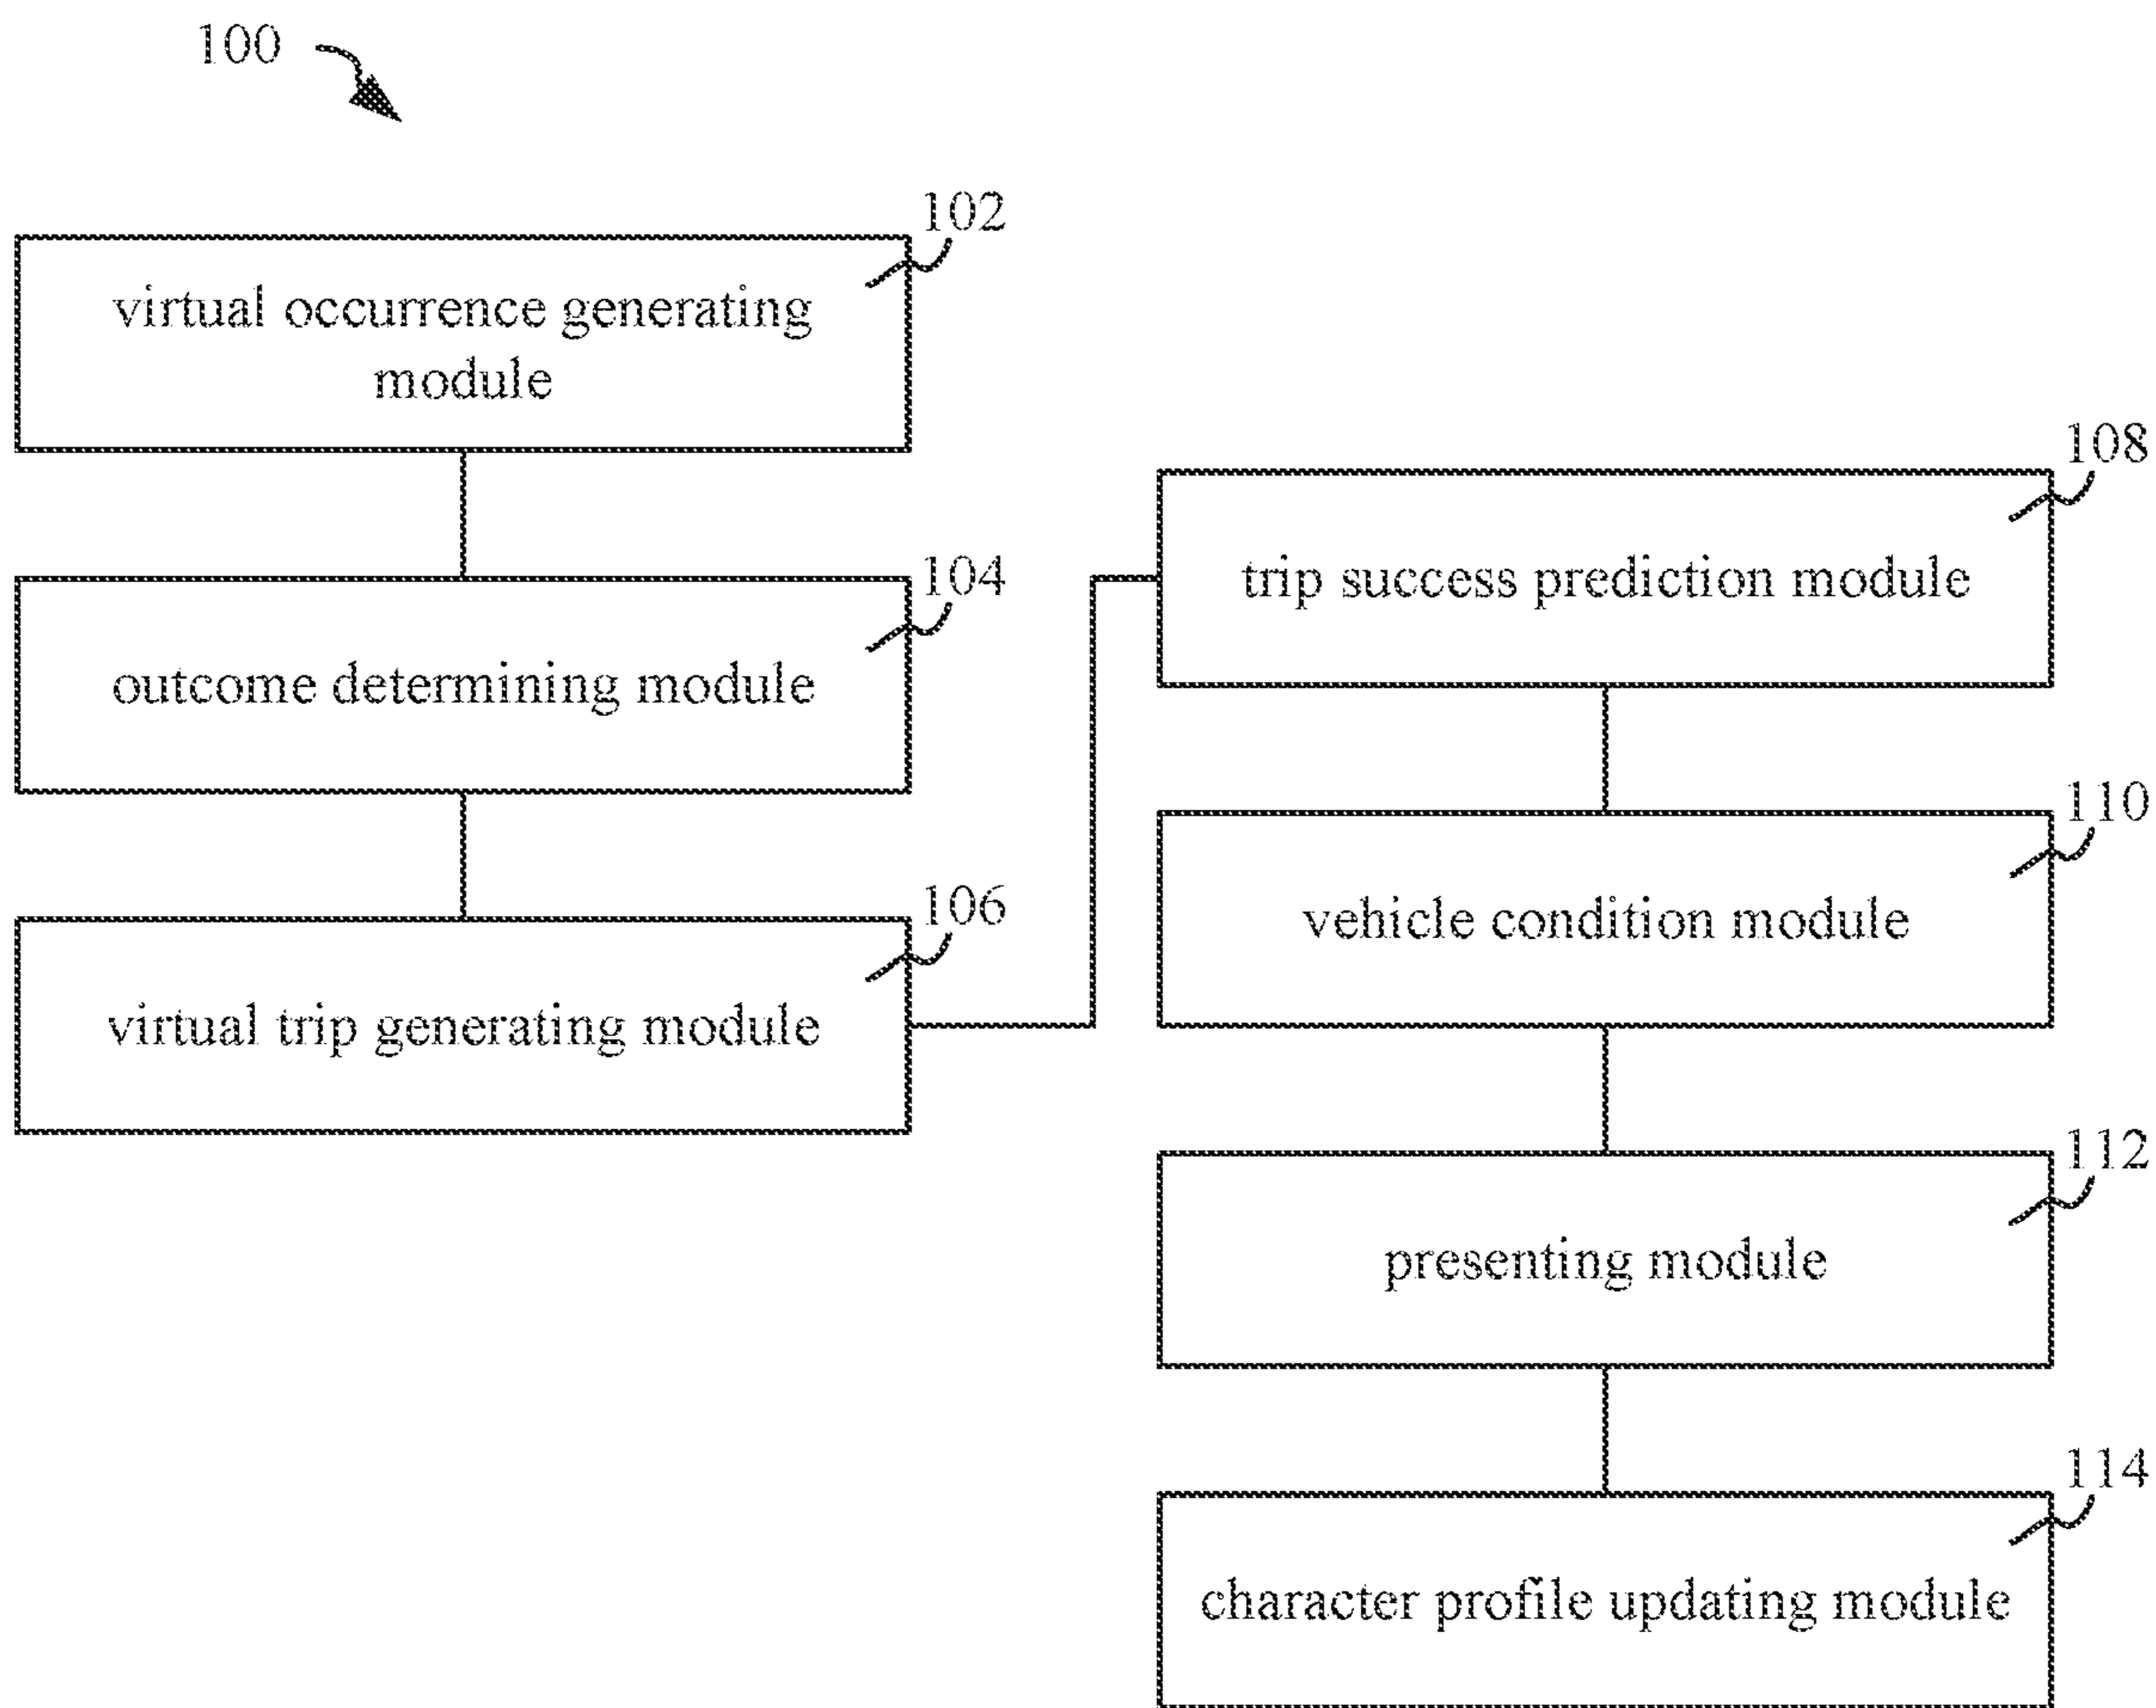 100
102
virtual occurrence generating
module
104
outcome determining module
106
virtual trip generating module
108
trip success prediction module
110
vehicle condition module
112
presenting module
114
character profile updating module